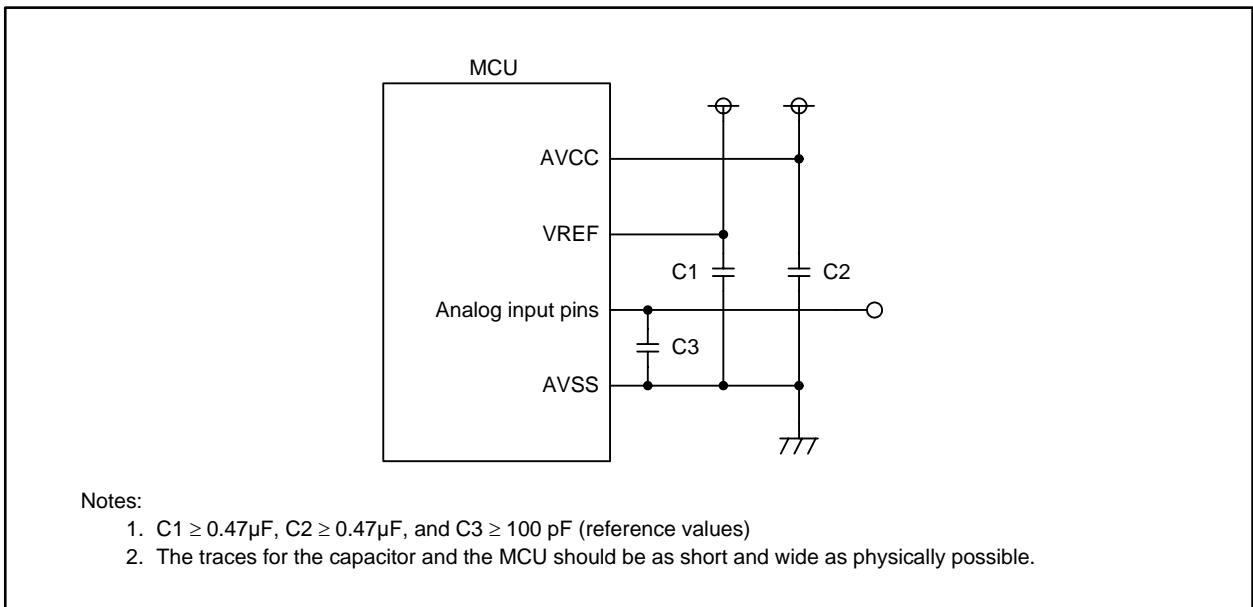 MCU
AVCC
VREF
C1
C2
Analog input pins
C3
AVSS
Notes:
1. C1 ≥ 0.47µF, C2 ≥ 0.47µF, and C3 ≥ 100 pF (reference values)
2. The traces for the capacitor and the MCU should be as short and wide as physically possible.